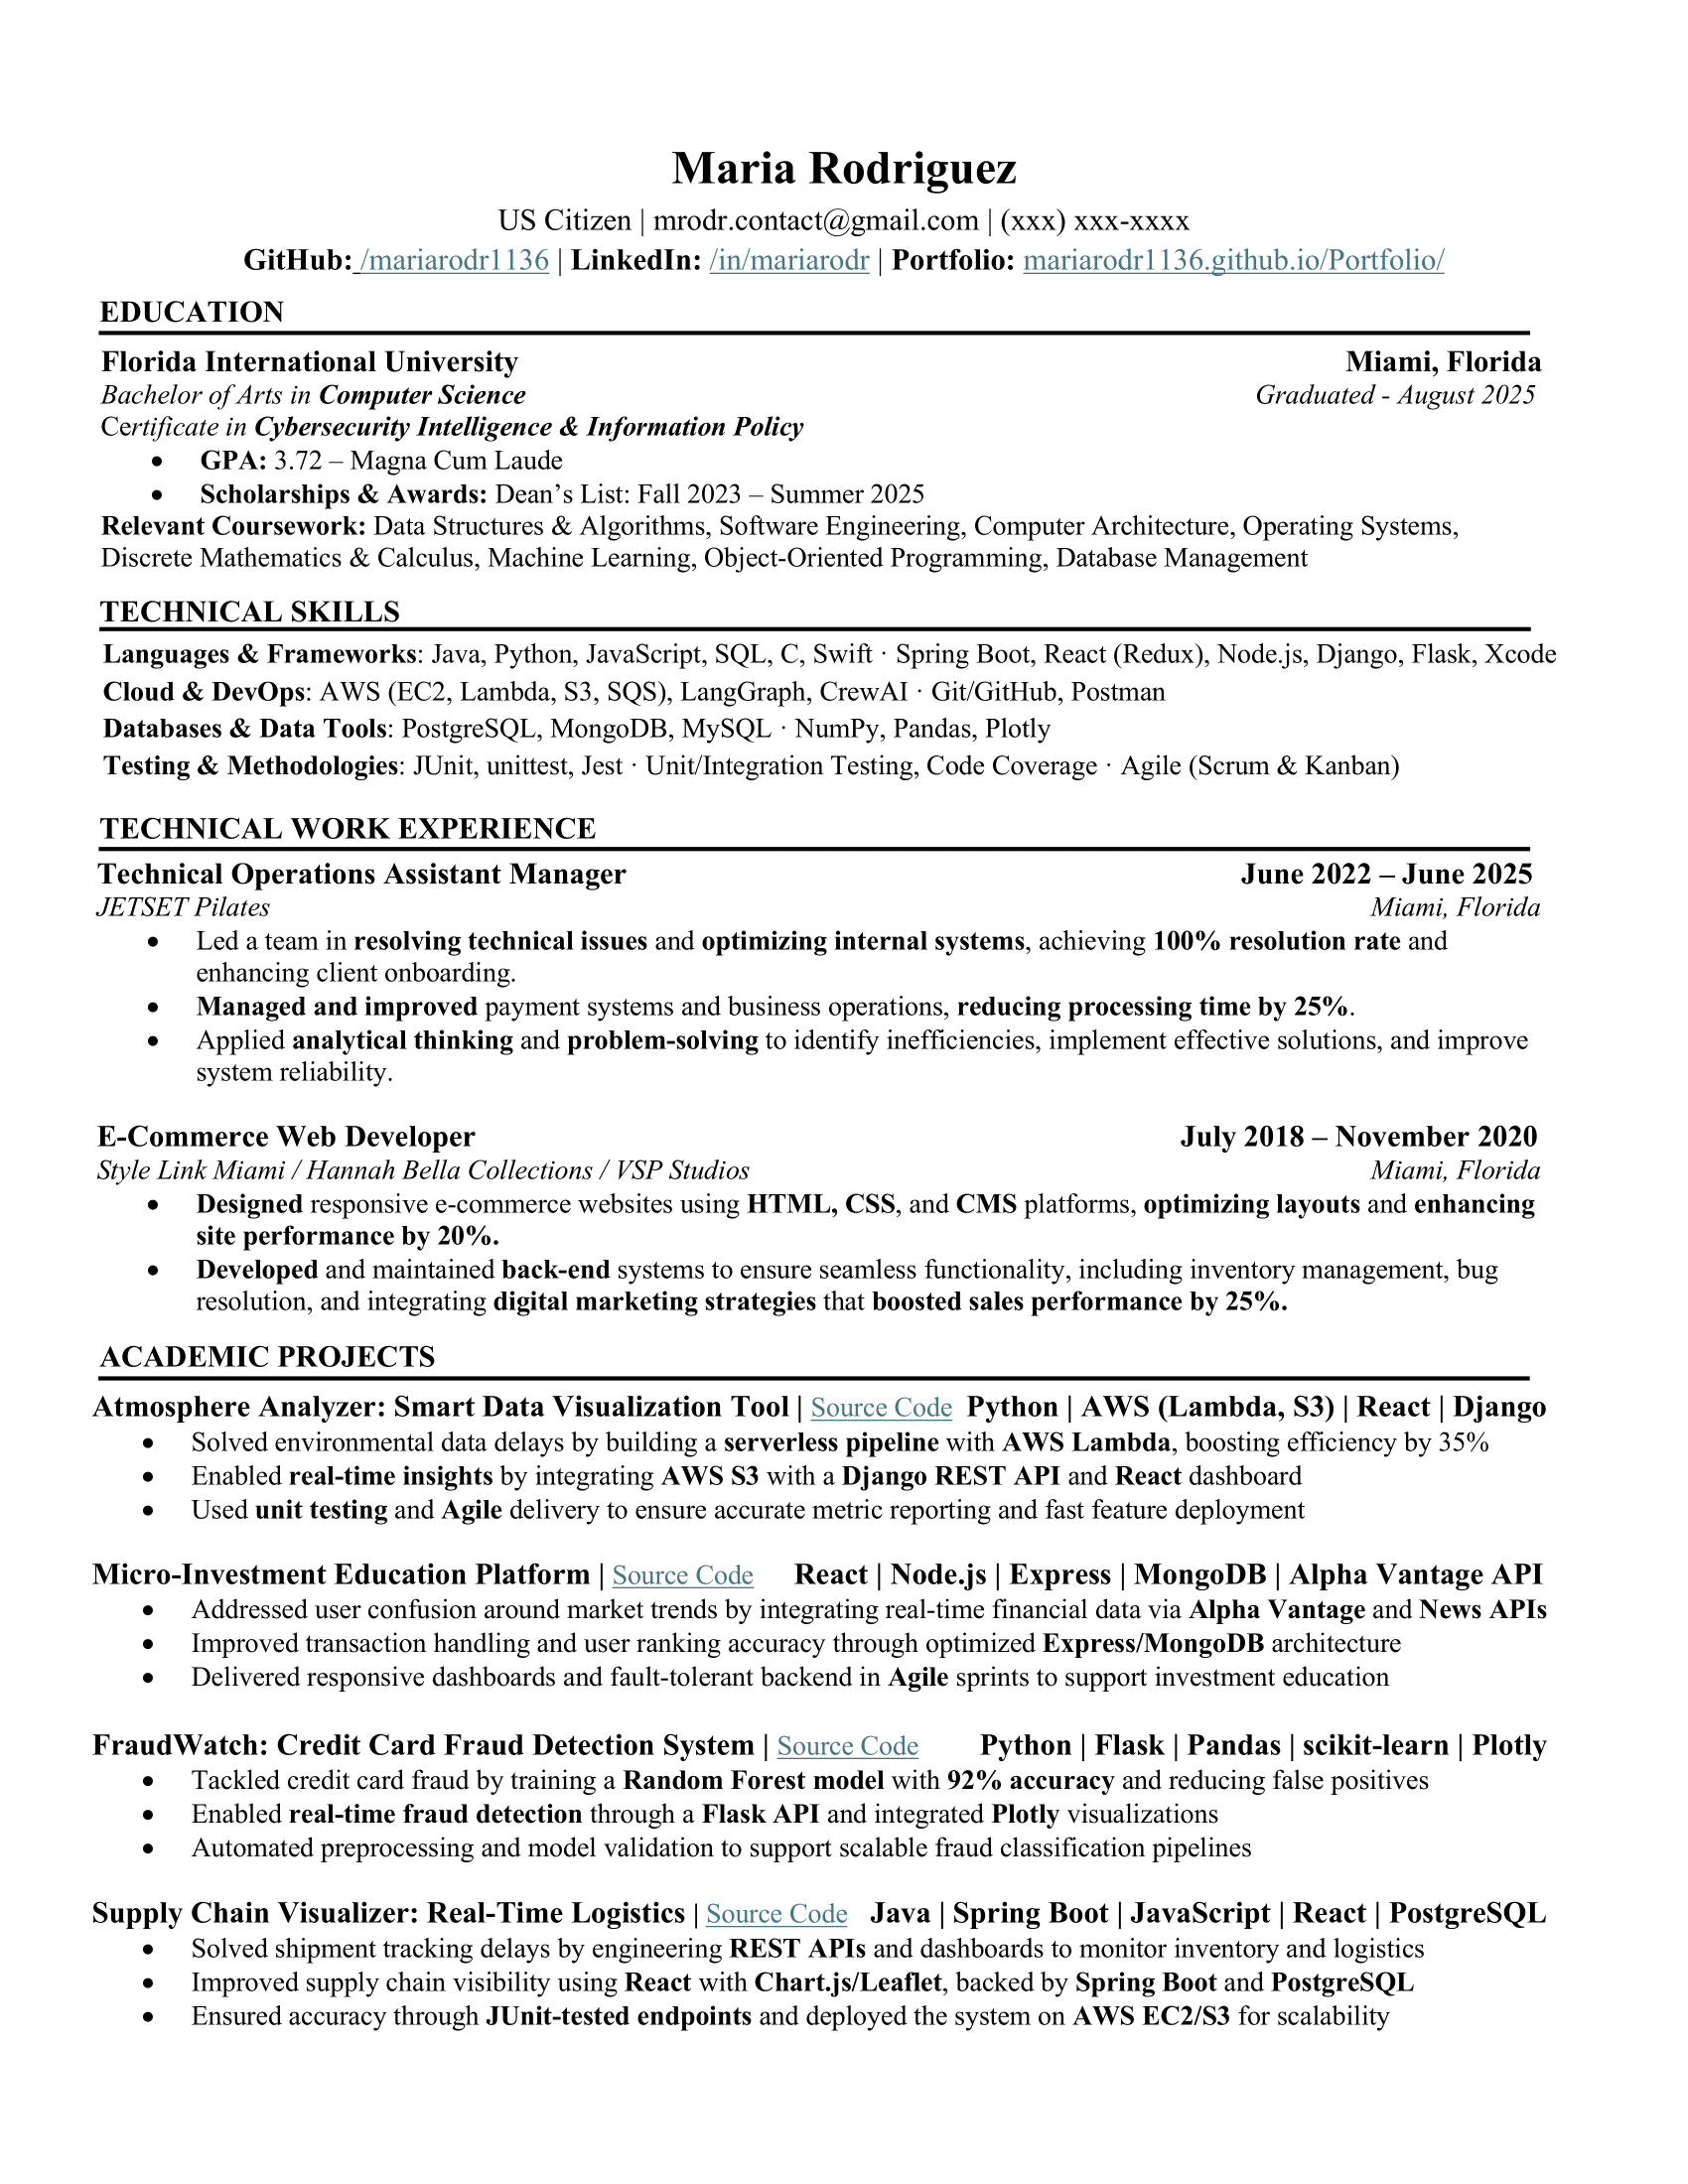 Maria Rodriguez
US Citizen | mrodr.contact@gmail.com | (xxx) xxx-xxxx
GitHub: /mariarodr1136 | LinkedIn: /in/mariarodr | Portfolio: mariarodr1136.github.io/Portfolio/
EDUCATION
Florida International University Miami, Florida
Bachelor of Arts in Computer Science Graduated - August 2025
Certificate in Cybersecurity Intelligence & Information Policy
• GPA: 3.72 – Magna Cum Laude
• Scholarships & Awards: Dean’s List: Fall 2023 – Summer 2025
Relevant Coursework: Data Structures & Algorithms, Software Engineering, Computer Architecture, Operating Systems,
Discrete Mathematics & Calculus, Machine Learning, Object-Oriented Programming, Database Management
TECHNICAL SKILLS
Languages & Frameworks: Java, Python, JavaScript, SQL, C, Swift · Spring Boot, React (Redux), Node.js, Django, Flask, Xcode
Cloud & DevOps: AWS (EC2, Lambda, S3, SQS), LangGraph, CrewAI · Git/GitHub, Postman
Databases & Data Tools: PostgreSQL, MongoDB, MySQL · NumPy, Pandas, Plotly
Testing & Methodologies: JUnit, unittest, Jest · Unit/Integration Testing, Code Coverage · Agile (Scrum & Kanban)
TECHNICAL WORK EXPERIENCE
Technical Operations Assistant Manager June 2022 – June 2025
JETSET Pilates Miami, Florida
• Led a team in resolving technical issues and optimizing internal systems, achieving 100% resolution rate and
enhancing client onboarding.
• Managed and improved payment systems and business operations, reducing processing time by 25%.
• Applied analytical thinking and problem-solving to identify inefficiencies, implement effective solutions, and improve
system reliability.
E-Commerce Web Developer July 2018 – November 2020
Style Link Miami / Hannah Bella Collections / VSP Studios Miami, Florida
• Designed responsive e-commerce websites using HTML, CSS, and CMS platforms, optimizing layouts and enhancing
site performance by 20%.
• Developed and maintained back-end systems to ensure seamless functionality, including inventory management, bug
resolution, and integrating digital marketing strategies that boosted sales performance by 25%.
ACADEMIC PROJECTS
Atmosphere Analyzer: Smart Data Visualization Tool | Source Code Python | AWS (Lambda, S3) | React | Django
• Solved environmental data delays by building a serverless pipeline with AWS Lambda, boosting efficiency by 35%
• Enabled real-time insights by integrating AWS S3 with a Django REST API and React dashboard
• Used unit testing and Agile delivery to ensure accurate metric reporting and fast feature deployment
Micro-Investment Education Platform | Source Code React | Node.js | Express | MongoDB | Alpha Vantage API
• Addressed user confusion around market trends by integrating real-time financial data via Alpha Vantage and News APIs
• Improved transaction handling and user ranking accuracy through optimized Express/MongoDB architecture
• Delivered responsive dashboards and fault-tolerant backend in Agile sprints to support investment education
FraudWatch: Credit Card Fraud Detection System | Source Code Python | Flask | Pandas | scikit-learn | Plotly
• Tackled credit card fraud by training a Random Forest model with 92% accuracy and reducing false positives
• Enabled real-time fraud detection through a Flask API and integrated Plotly visualizations
• Automated preprocessing and model validation to support scalable fraud classification pipelines
Supply Chain Visualizer: Real-Time Logistics | Source Code Java | Spring Boot | JavaScript | React | PostgreSQL
• Solved shipment tracking delays by engineering REST APIs and dashboards to monitor inventory and logistics
• Improved supply chain visibility using React with Chart.js/Leaflet, backed by Spring Boot and PostgreSQL
• Ensured accuracy through JUnit-tested endpoints and deployed the system on AWS EC2/S3 for scalability